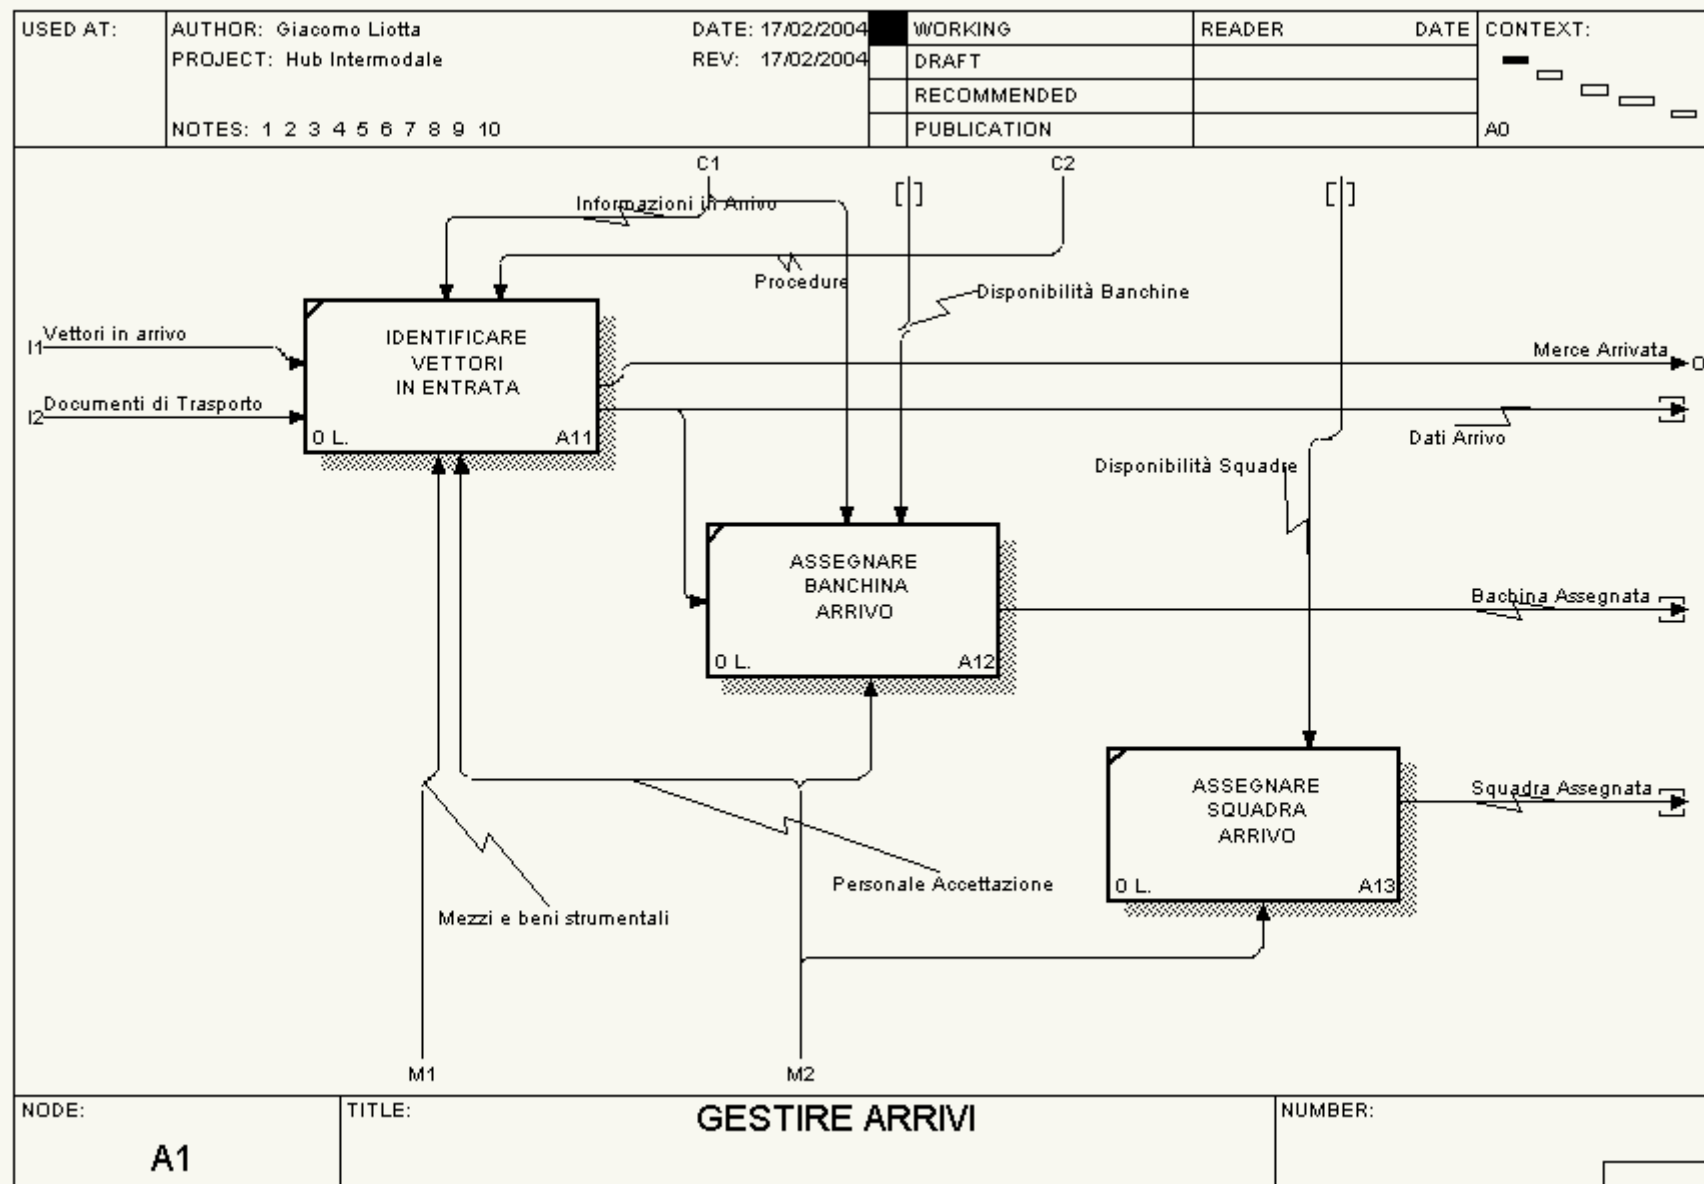 USED AT:
AUTHOR: Giacomo Liotta
DATE: 17/02/2004
WORKING
READER
DATE
CONTEXT:
PROJECT: Hub Intermodale
REV: 17/02/2004
DRAFT
RECOMMENDED
NOTES: 1 2 3 4 5 6 7 8 9 10
PUBLICATION
A0
C1
C2
Informazioni in Arrivo
Procedure
Disponibilità Banchine
I1
Vettori in arrivo
IDENTIFICARE
VETTORI
IN ENTRATA
0 L.
A11
Merce Arrivata
I2
Documenti di Trasporto
Dati Arrivo
Disponibilità Squadre
ASSEGNARE
BANCHINA
ARRIVO
0 L.
A12
Bachina Assegnata
ASSEGNARE
SQUADRA
ARRIVO
0 L.
A13
Squadra Assegnata
Personale Accettazione
Mezzi e beni strumentali
M1
M2
NODE:
A1
TITLE:
GESTIRE ARRIVI
NUMBER: